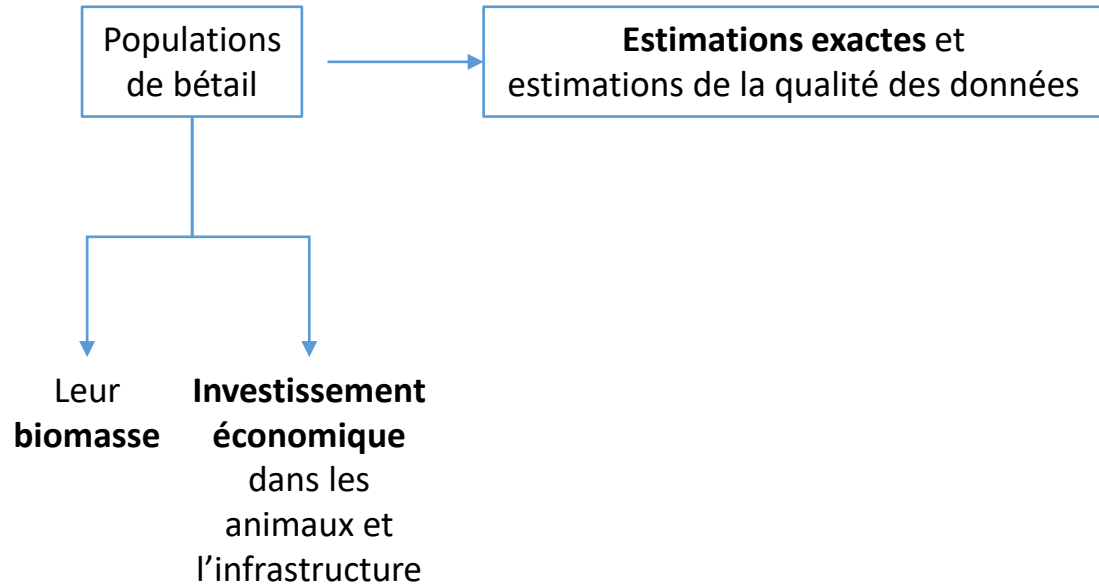 Populations
de bétail
Estimations exactes et
estimations de la qualité des données
Leur
biomasse
Investissement
économique
dans les
animaux et
l’infrastructure